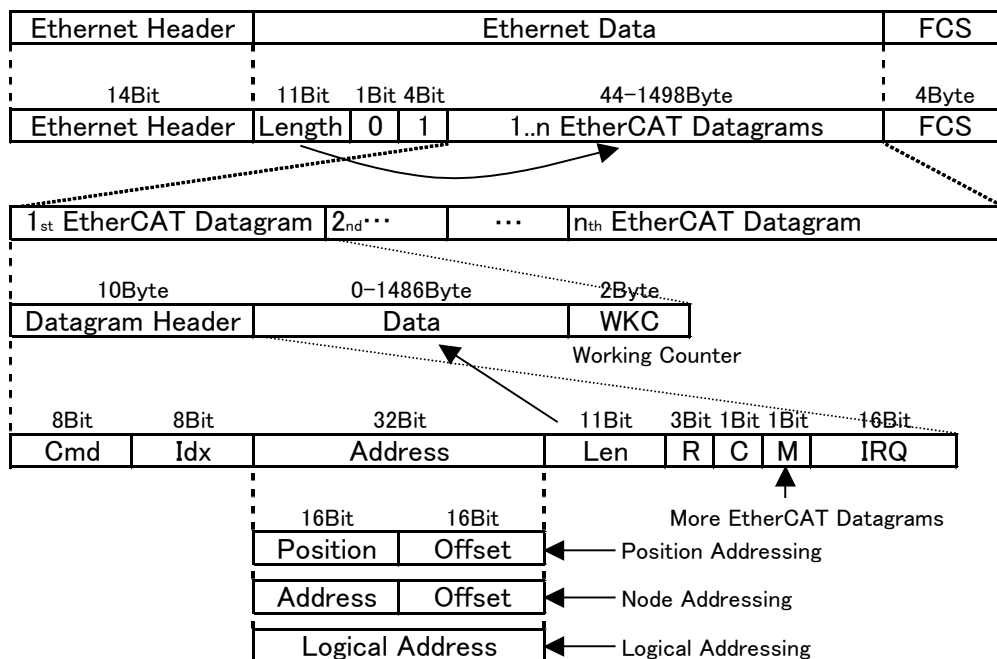 Ethernet Header Ethernet Data FCS
14Bit 11Bit 1Bit 4Bit 44-1498Byte 4Byte
Ethernet Header Length 0 1 1..n EtherCAT Datagrams FCS
1st EtherCAT Datagram 2nd… … nth EtherCAT Datagram
10Byte 0-1486Byte 2Byte
Datagram Header Data WKC
Working Counter
8Bit 8Bit 32Bit 11Bit 3Bit 1Bit 1Bit 16Bit
Cmd Idx Address Len R C M IRQ
More EtherCAT Datagrams
16Bit 16Bit
Position Offset Position Addressing
Address Offset Node Addressing
Logical Address Logical Addressing